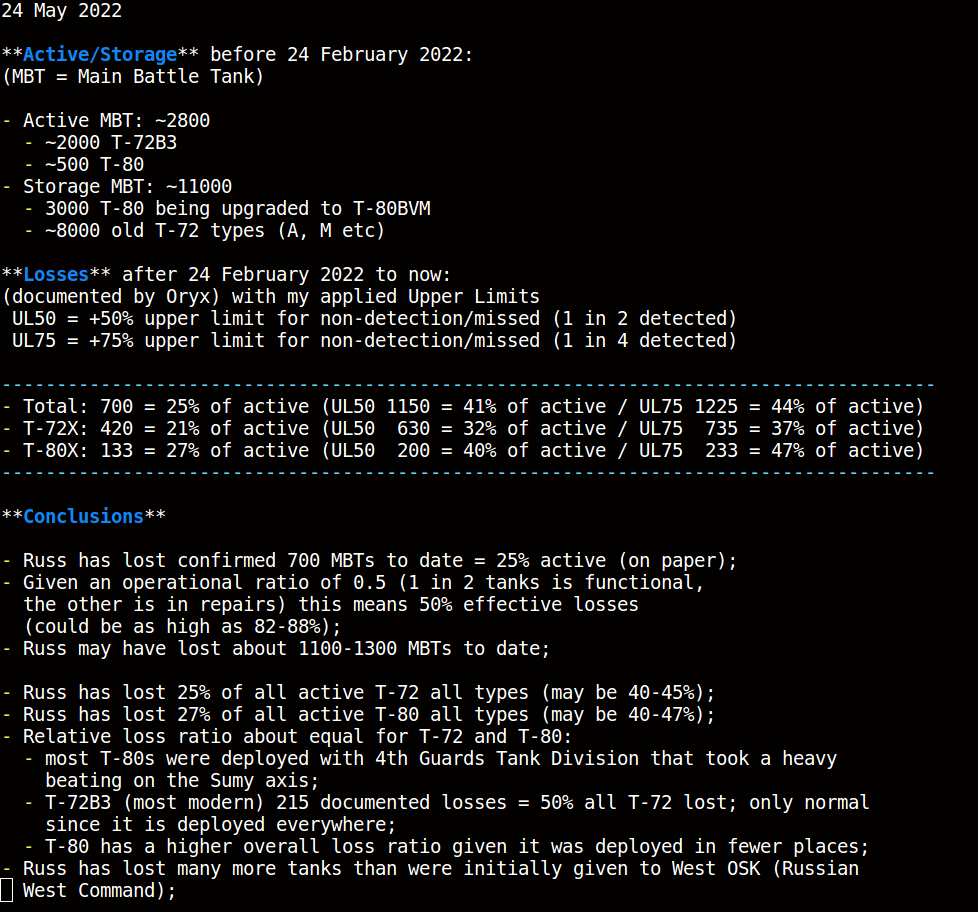 24 May 2022
**Active/Storage** before 24 February 2022:
(MBT = Main Battle Tank)
- Active MBT: ~2800
- ~2000 T-72B3
- ~500 T-80
- Storage MBT: ~11000
- 3000 T-80 being upgraded to T-80BVM
- ~8000 old T-72 types (A, M etc)
**Losses** after 24 February 2022 to now:
(documented by Oryx) with my applied Upper Limits
UL50 = +50% upper limit for non-detection/missed (1 in 2 detected)
UL75 = +75% upper limit for non-detection/missed (1 in 4 detected)
-------------------------------------------------------------------------------------
- Total: 700 = 25% of active (UL50 1150 = 41% of active / UL75 1225 = 44% of active)
- T-72X: 420 = 21% of active (UL50  630 = 32% of active / UL75  735 = 37% of active)
- T-80X: 133 = 27% of active (UL50  200 = 40% of active / UL75  233 = 47% of active)
-------------------------------------------------------------------------------------
**Conclusions**
- Russ has lost confirmed 700 MBTs to date = 25% active (on paper);
- Given an operational ratio of 0.5 (1 in 2 tanks is functional,
the other is in repairs) this means 50% effective losses
(could be as high as 82-88%);
- Russ may have lost about 1100-1300 MBTs to date;
- Russ has lost 25% of all active T-72 all types (may be 40-45%);
- Russ has lost 27% of all active T-80 all types (may be 40-47%);
- Relative loss ratio about equal for T-72 and T-80:
- most T-80s were deployed with 4th Guards Tank Division that took a heavy
beating on the Sumy axis;
- T-72B3 (most modern) 215 documented losses = 50% all T-72 lost; only normal
since it is deployed everywhere;
- T-80 has a higher overall loss ratio given it was deployed in fewer places;
- Russ has lost many more tanks than were initially given to West OSK (Russian
West Command);